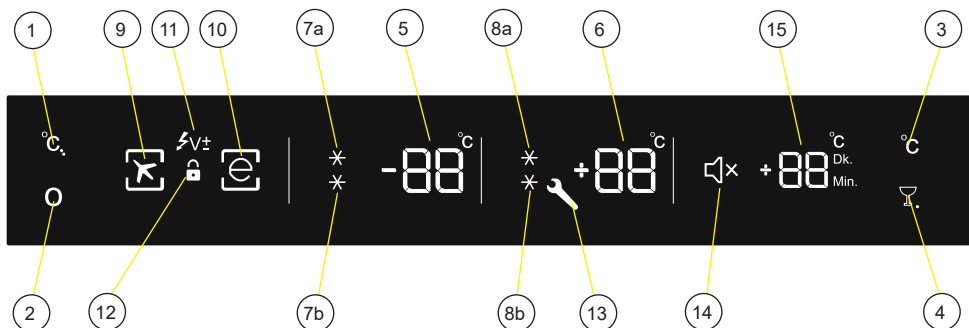 1 9 11 10 7a 5 8a 6 15 3
°C. V± e -88 °C +88 °C +88 °C Dk. Min. °C
O
2 12 7b 8b 13 14 4